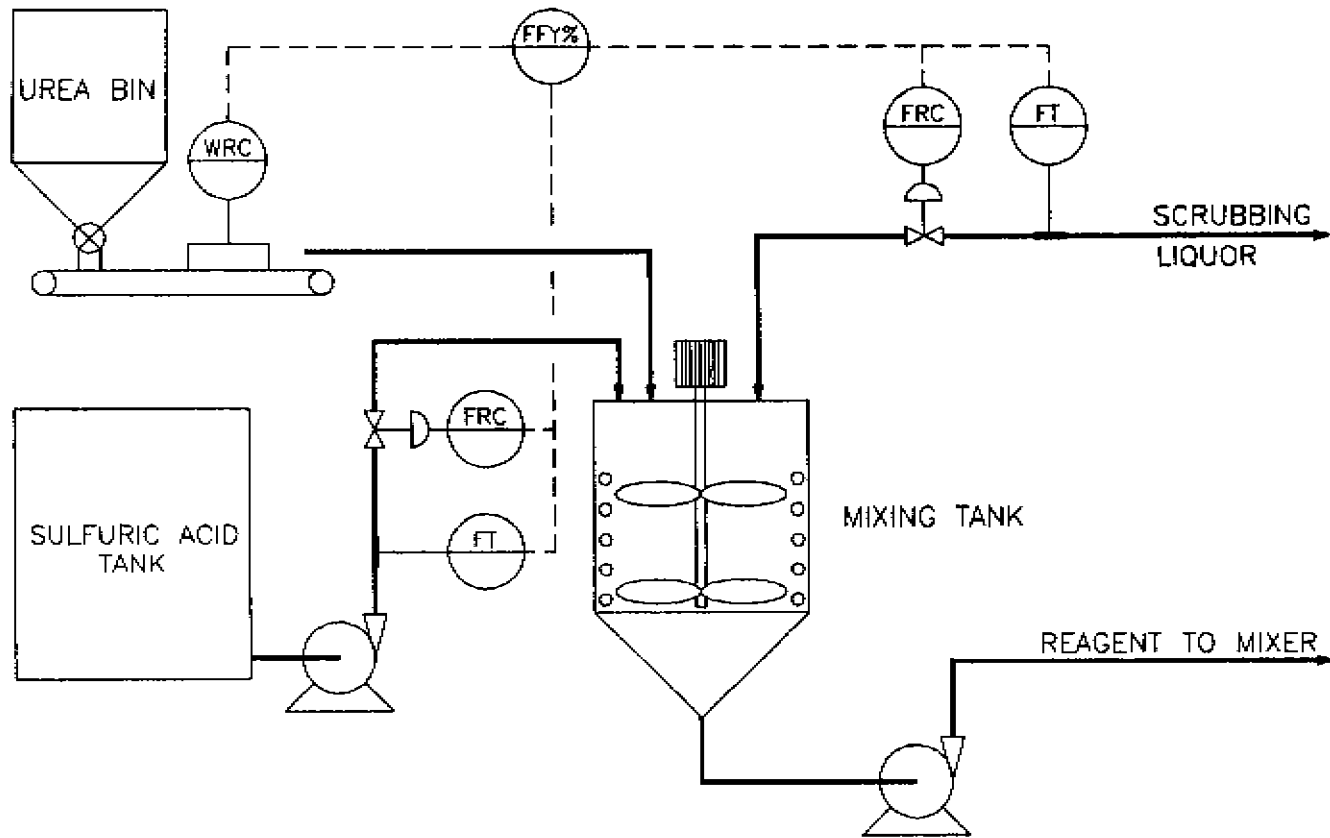 FFY%
UREA BIN
WRC
FRC
FT
SCRUBBING
LIQUOR
FRC
SULFURIC ACID
TANK
FT
MIXING TANK
REAGENT TO MIXER